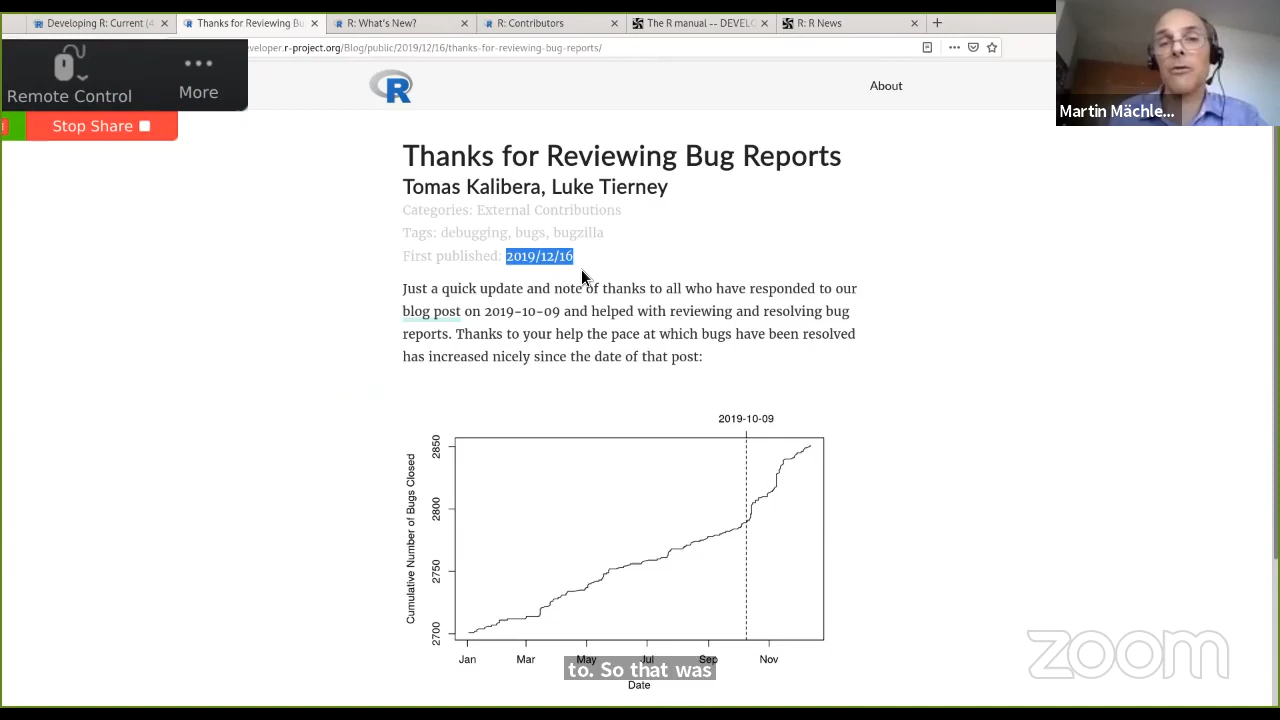 Developing R: Current (4
Thanks for Reviewing Bu
R: What's New?
R: Contributors
The R manual -- DEVELO
R: R News
eveloper.r-project.org/Blog/public/2019/12/16/thanks-for-reviewing-bug-reports/
Remote Control
More
Stop Share
R
About
Martin Mächle...
Thanks for Reviewing Bug Reports
Tomas Kalibera, Luke Tierney
Categories: External Contributions
Tags: debugging, bugs, bugzilla
First published: 2019/12/16
Just a quick update and note of thanks to all who have responded to our
blog post on 2019-10-09 and helped with reviewing and resolving bug
reports. Thanks to your help the pace at which bugs have been resolved
has increased nicely since the date of that post:
2019-10-09
Cumulative Number of Bugs Closed
2850
2800
2750
2700
Jan Mar May Jul Sep Nov
to. So that was
Date
zoom